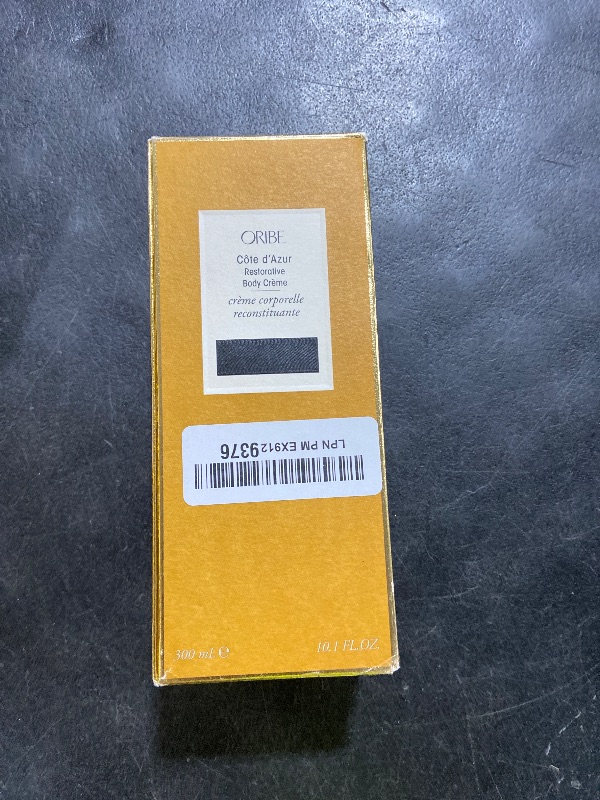 ORIBE
Côte d'Azur
Restorative
Body Crème
crème corporelle
reconstituante
LPN PM EX9129376
300 mL ℮
10.1 FL.OZ.